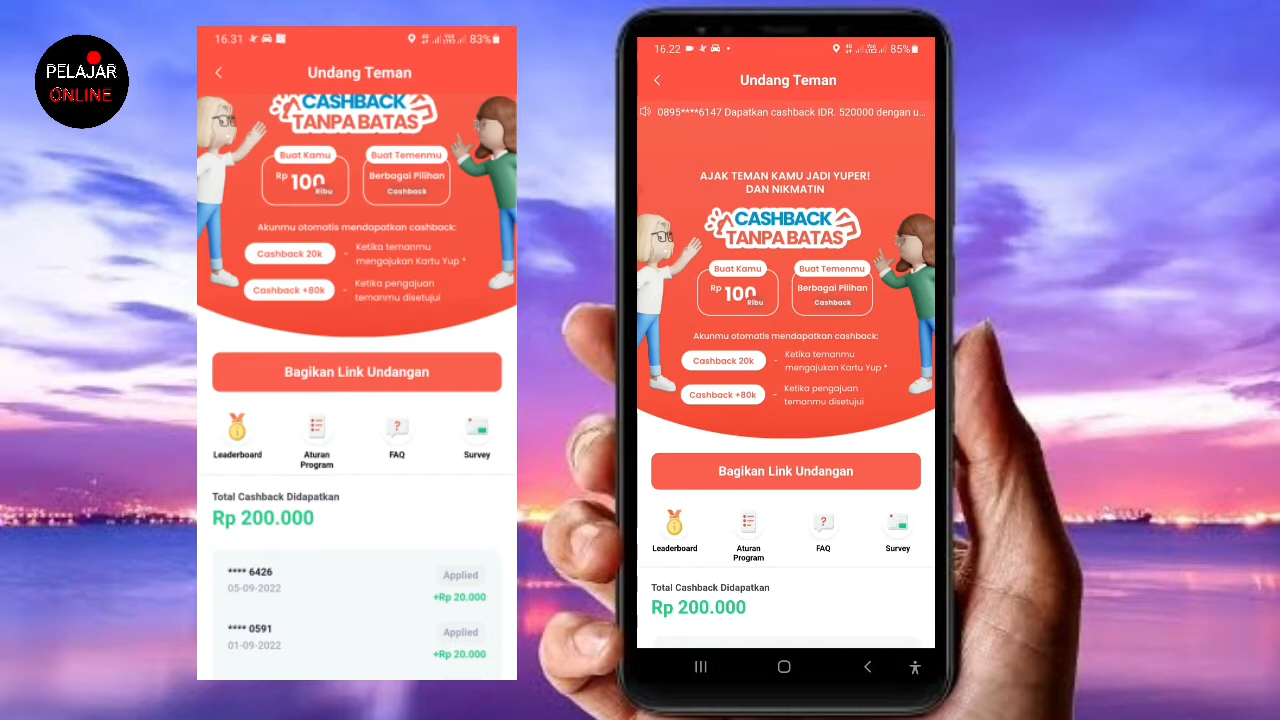 PELAJAR
ONLINE
16.31
83%
Undang Teman
CASHBACK
TANPA BATAS
Buat Kamu
Buat Temenmu
Rp 100 Ribu
Berbagai Pilihan
Cashback
Akunmu otomatis mendapatkan cashback:
Cashback 20k - Ketika temanmu
mengajukan Kartu Yup *
Cashback +80k - Ketika pengajuan
temanmu disetujui
Bagikan Link Undangan
Leaderboard
Aturan
Program
FAQ
Survey
Total Cashback Didapatkan
Rp 200.000
**** 6426
Applied
05-09-2022
+Rp 20.000
**** 0591
Applied
01-09-2022
+Rp 20.000
16.22
85%
Undang Teman
0895****6147 Dapatkan cashback IDR. 520000 dengan u...
AJAK TEMAN KAMU JADI YUPER!
DAN NIKMATIN
CASHBACK
TANPA BATAS
Buat Kamu
Buat Temenmu
Rp 100 Ribu
Berbagai Pilihan
Cashback
Akunmu otomatis mendapatkan cashback:
Cashback 20k - Ketika temanmu
mengajukan Kartu Yup *
Cashback +80k - Ketika pengajuan
temanmu disetujui
Bagikan Link Undangan
Leaderboard
Aturan
Program
FAQ
Survey
Total Cashback Didapatkan
Rp 200.000